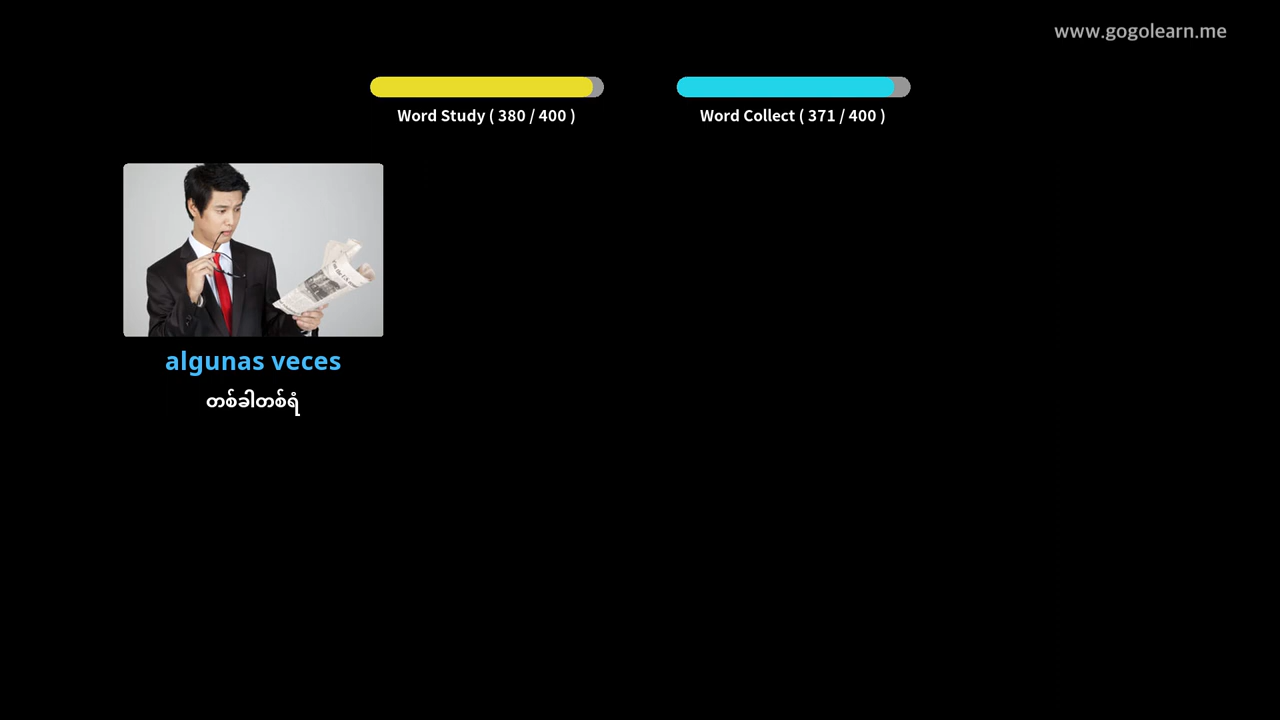 www.gogolearn.me
Word Study ( 380 / 400 )
Word Collect ( 371 / 400 )
algunas veces
တစ်ခါတစ်ရံ